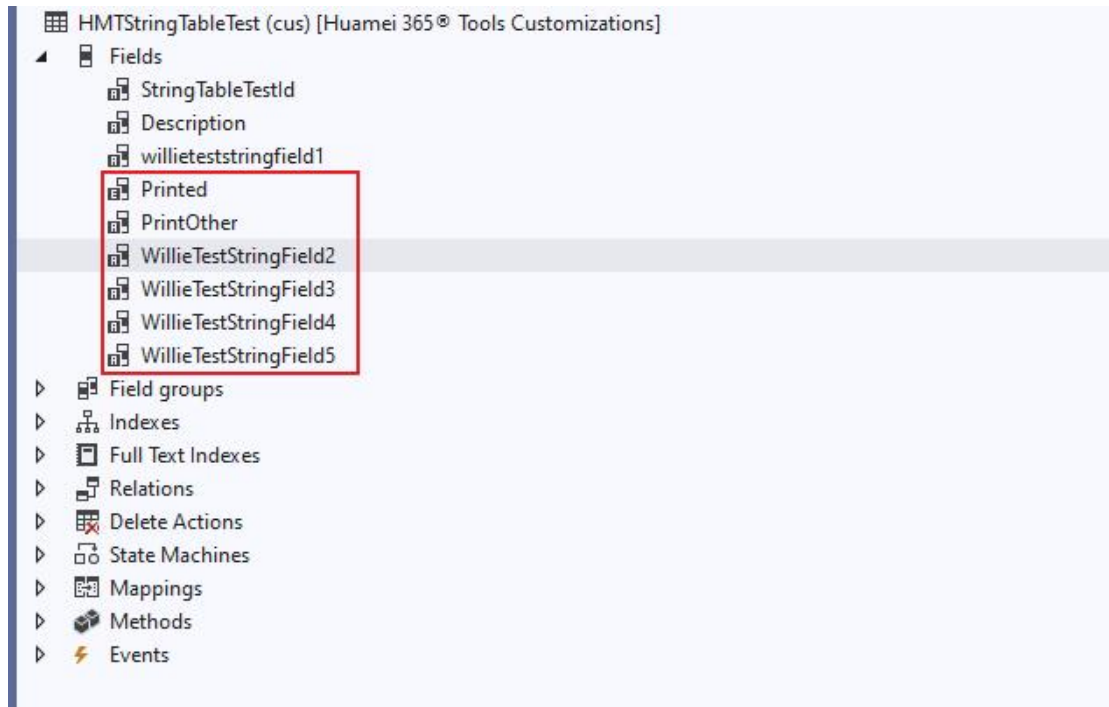 HMTStringTableTest (cus) [Huamei 365® Tools Customizations]
Fields
StringTableTestId
Description
willieteststringfield1
Printed
PrintOther
WillieTestStringField2
WillieTestStringField3
WillieTestStringField4
WillieTestStringField5
Field groups
Indexes
Full Text Indexes
Relations
Delete Actions
State Machines
Mappings
Methods
Events